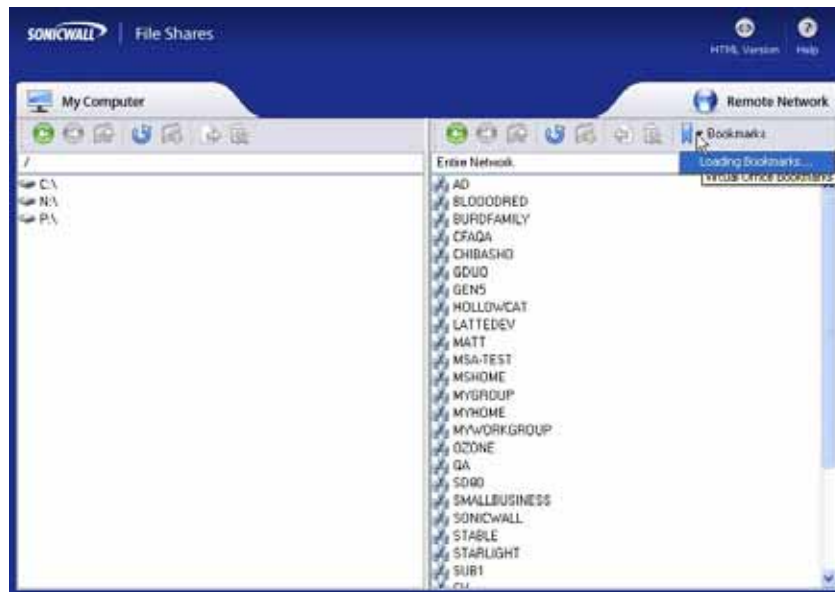 SONICWALL File Shares
HTML Version Help
My Computer
Remote Network
Bookmarks
/
Entire Network
Loading Bookmarks...
Virtual Office Bookmarks
C:\
N:\
P:\
AD
BLOOODRED
BURDFAMILY
CFAQA
CHIBASHO
GDUO
GEN5
HOLLOWCAT
LATTEDEV
MATT
MSA-TEST
MSHOME
MYGROUP
MYHOME
MYWORKGROUP
OZONE
QA
SD80
SMALLBUSINESS
SONICWALL
STABLE
STARLIGHT
SUB1